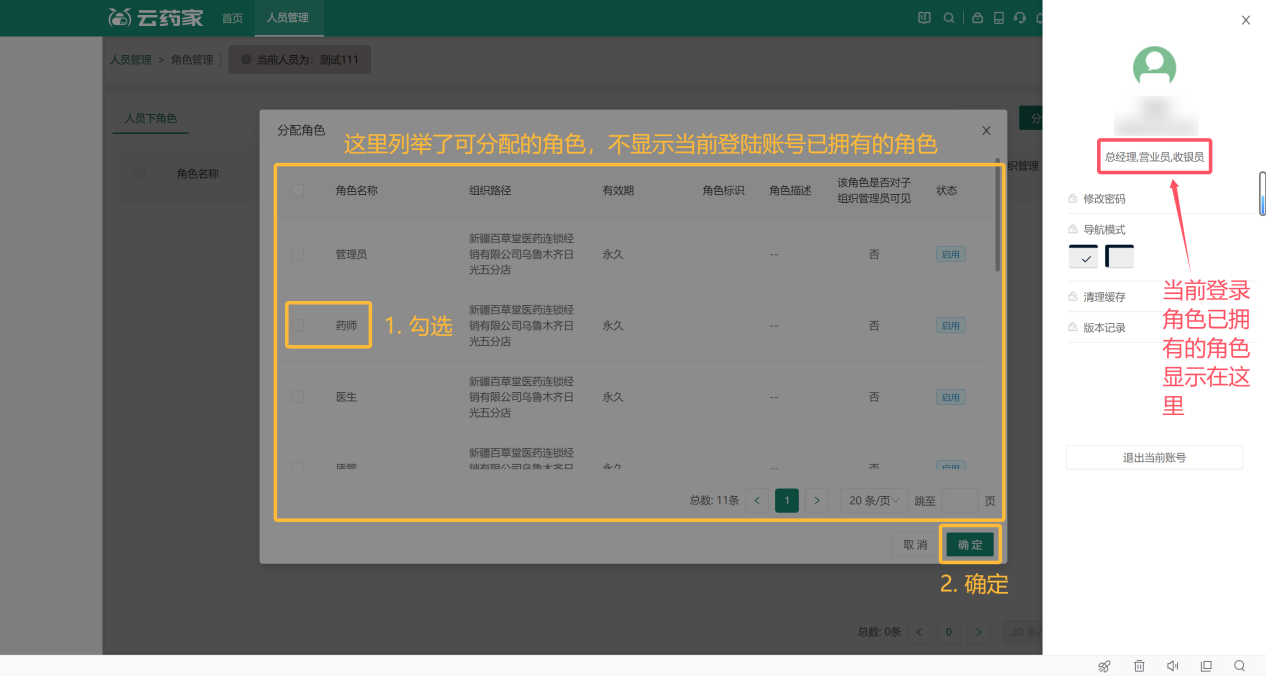 云药家
首页
人员管理
人员管理 > 角色管理
当前人员为：测试111
人员下角色
分
角色名称
织管理
分配角色
这里列举了可分配的角色，不显示当前登陆账号已拥有的角色
角色名称 组织路径 有效期 角色标识 角色描述 该角色是否对子
组织管理员可见 状态
新疆百草堂医药连锁经
管理员 销有限公司乌鲁木齐日 永久 -- 否 启用
光五分店
新疆百草堂医药连锁经
药师 销有限公司乌鲁木齐日 永久 -- 否 启用
光五分店
1. 勾选
新疆百草堂医药连锁经
医生 销有限公司乌鲁木齐日 永久 -- 否 启用
光五分店
新疆百草堂医药连锁经
质管 销有限公司乌鲁木齐日 永久 -- 否 启用
总数: 11条 < 1 > 20 条/页 跳至 页
取消 确定
2. 确定
总数: 0条 < 0 > 20 条/
总经理,营业员,收银员
修改密码
导航模式
清理缓存
版本记录
当前登录
角色已拥
有的角色
显示在这
里
退出当前账号